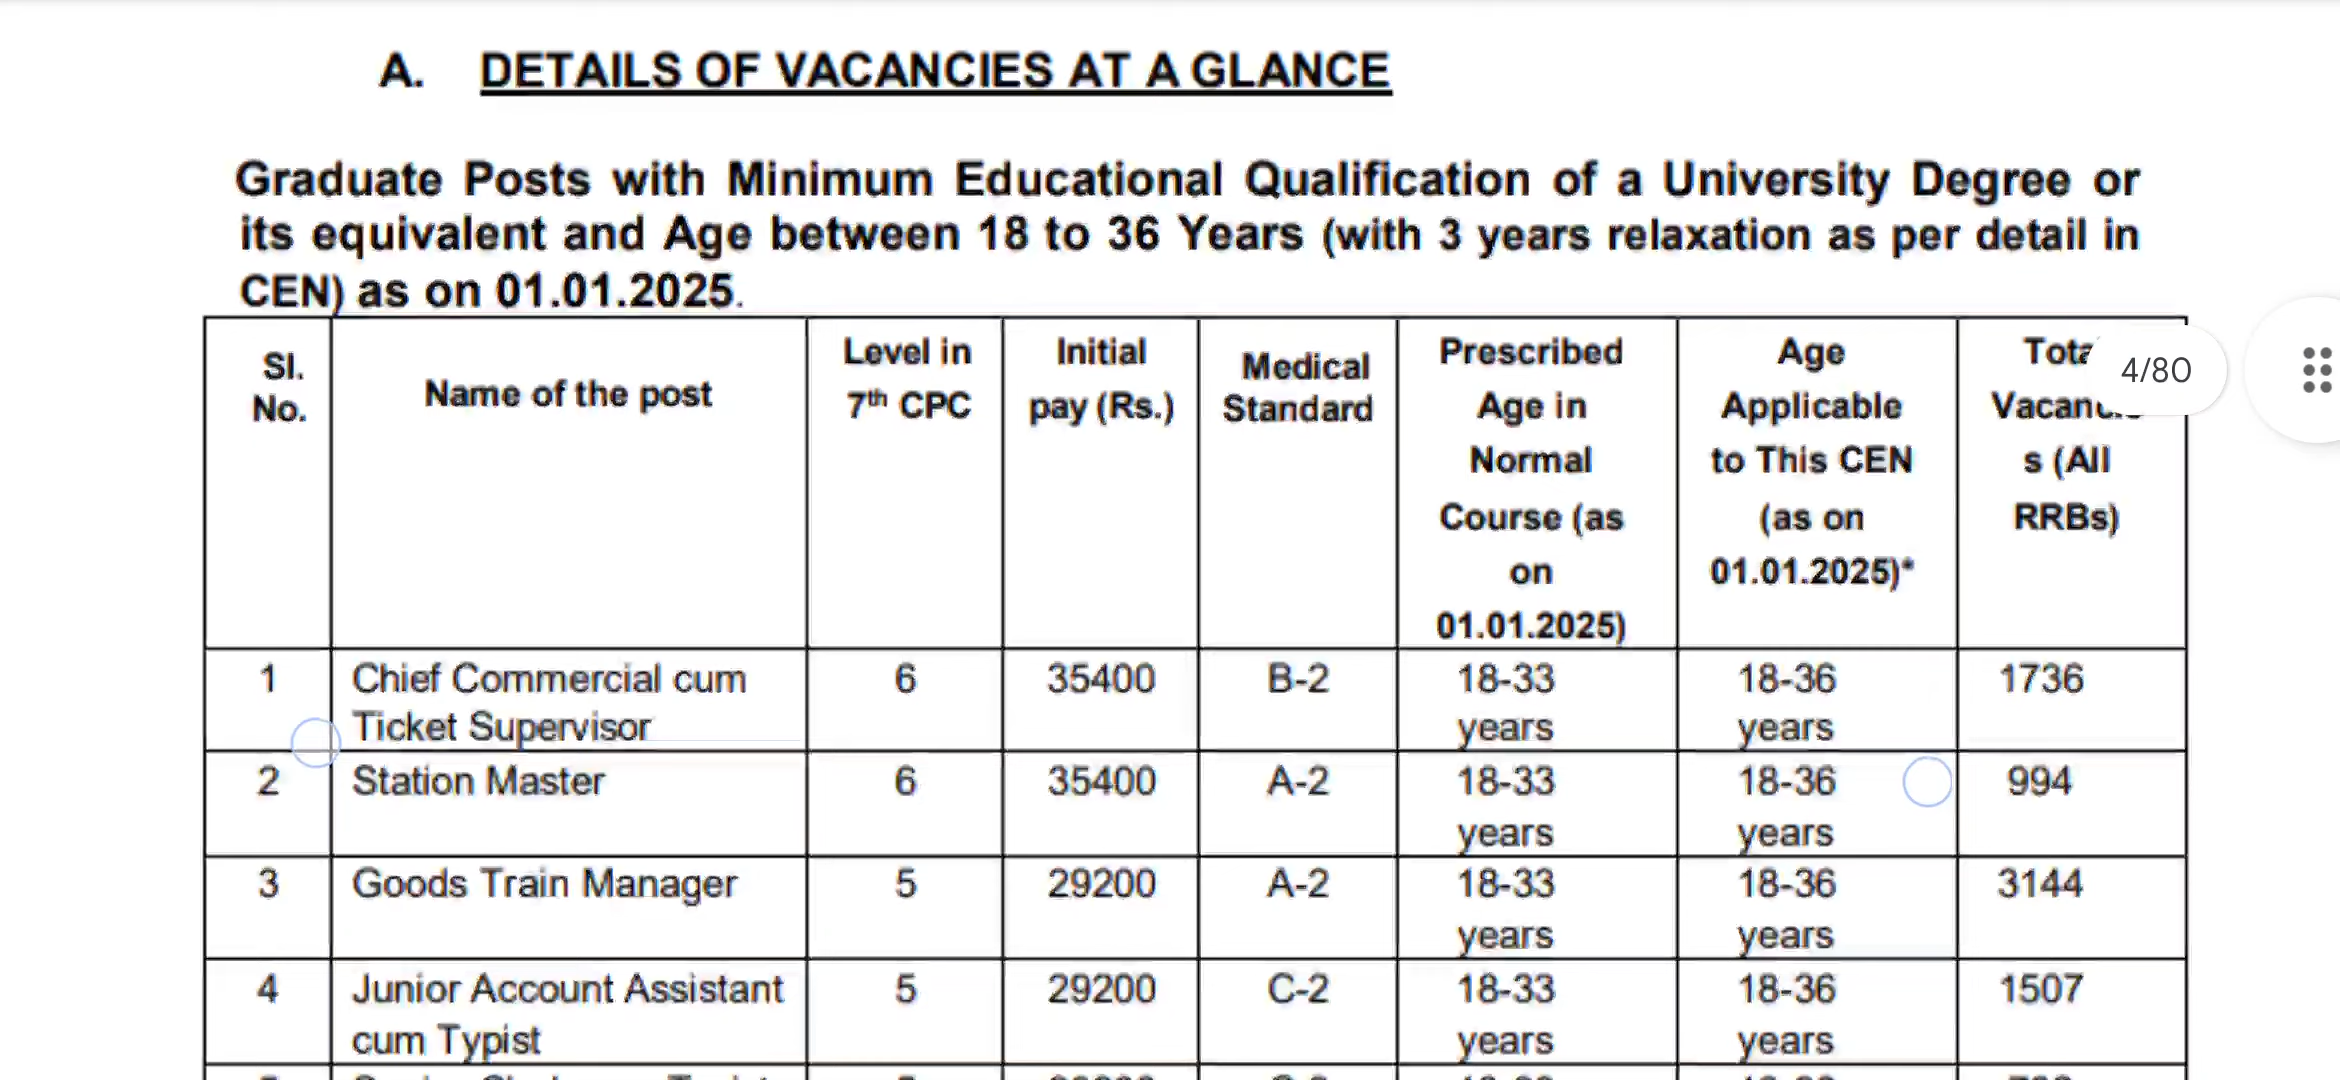 A. DETAILS OF VACANCIES AT A GLANCE
Graduate Posts with Minimum Educational Qualification of a University Degree or
its equivalent and Age between 18 to 36 Years (with 3 years relaxation as per detail in
CEN) as on 01.01.2025.
Sl. No.
Name of the post
Level in 7th CPC
Initial pay (Rs.)
Medical Standard
Prescribed Age in Normal Course (as on 01.01.2025)
Age Applicable to This CEN (as on 01.01.2025)*
s (All RRBs)
4/80
1 Chief Commercial cum Ticket Supervisor 6 35400 B-2 18-33 years 18-36 years 1736
2 Station Master 6 35400 A-2 18-33 years 18-36 years 994
3 Goods Train Manager 5 29200 A-2 18-33 years 18-36 years 3144
4 Junior Account Assistant cum Typist 5 29200 C-2 18-33 years 18-36 years 1507